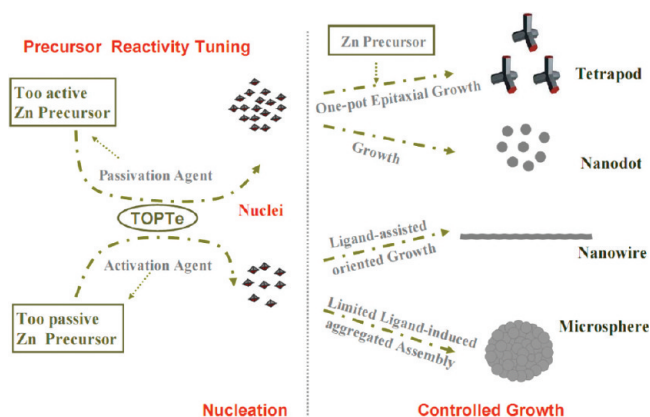 Precursor Reactivity Tuning
Too active
Zn Precursor
Passivation Agent
Nuclei
TOPTe
Activation Agent
Too passive
Zn Precursor
Nucleation
Zn Precursor
One-pot Epitaxial Growth
Tetrapod
Growth
Nanodot
Ligand-assisted
oriented Growth
Nanowire
Limited Ligand-induced
aggregated Assembly
Microsphere
Controlled Growth